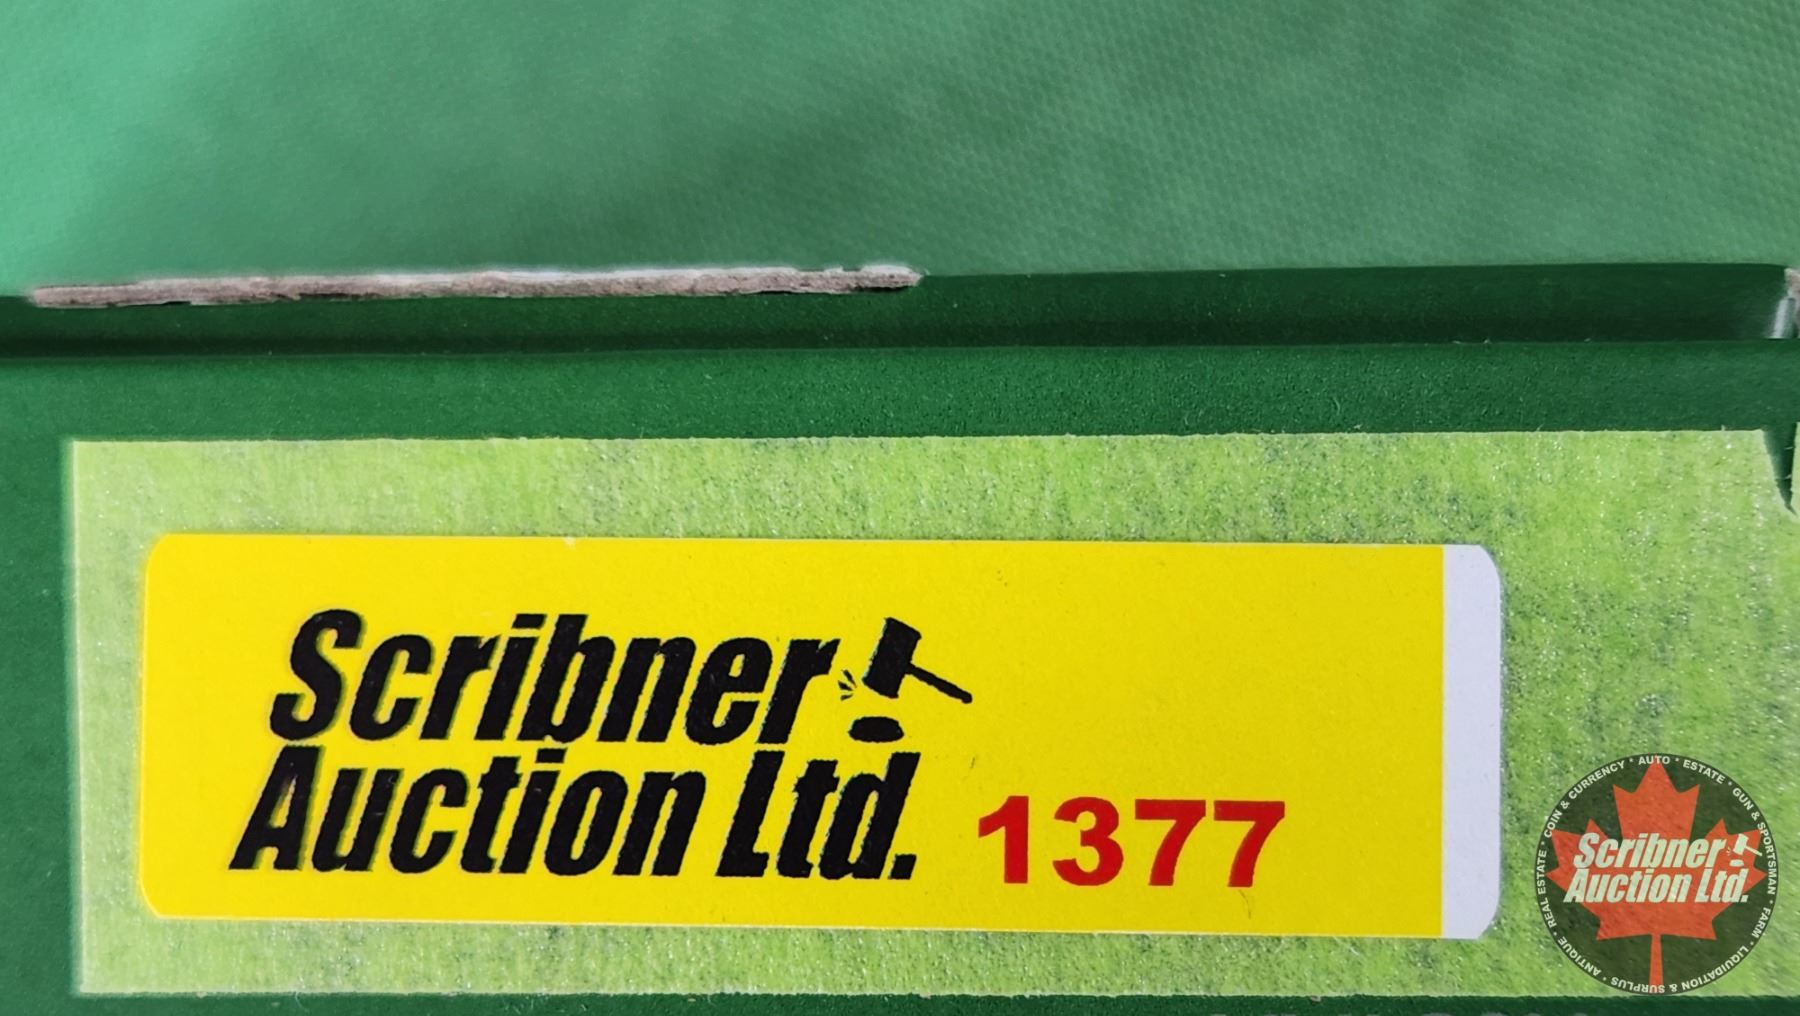 Scribner
Auction Ltd. 1377
COIN & CURRENCY * AUTO * ESTATE * GUN & SPORTSMAN * FARM * LIQUIDATION & SURPLUS * ANTIQUE * REAL ESTATE *
Scribner
Auction Ltd.